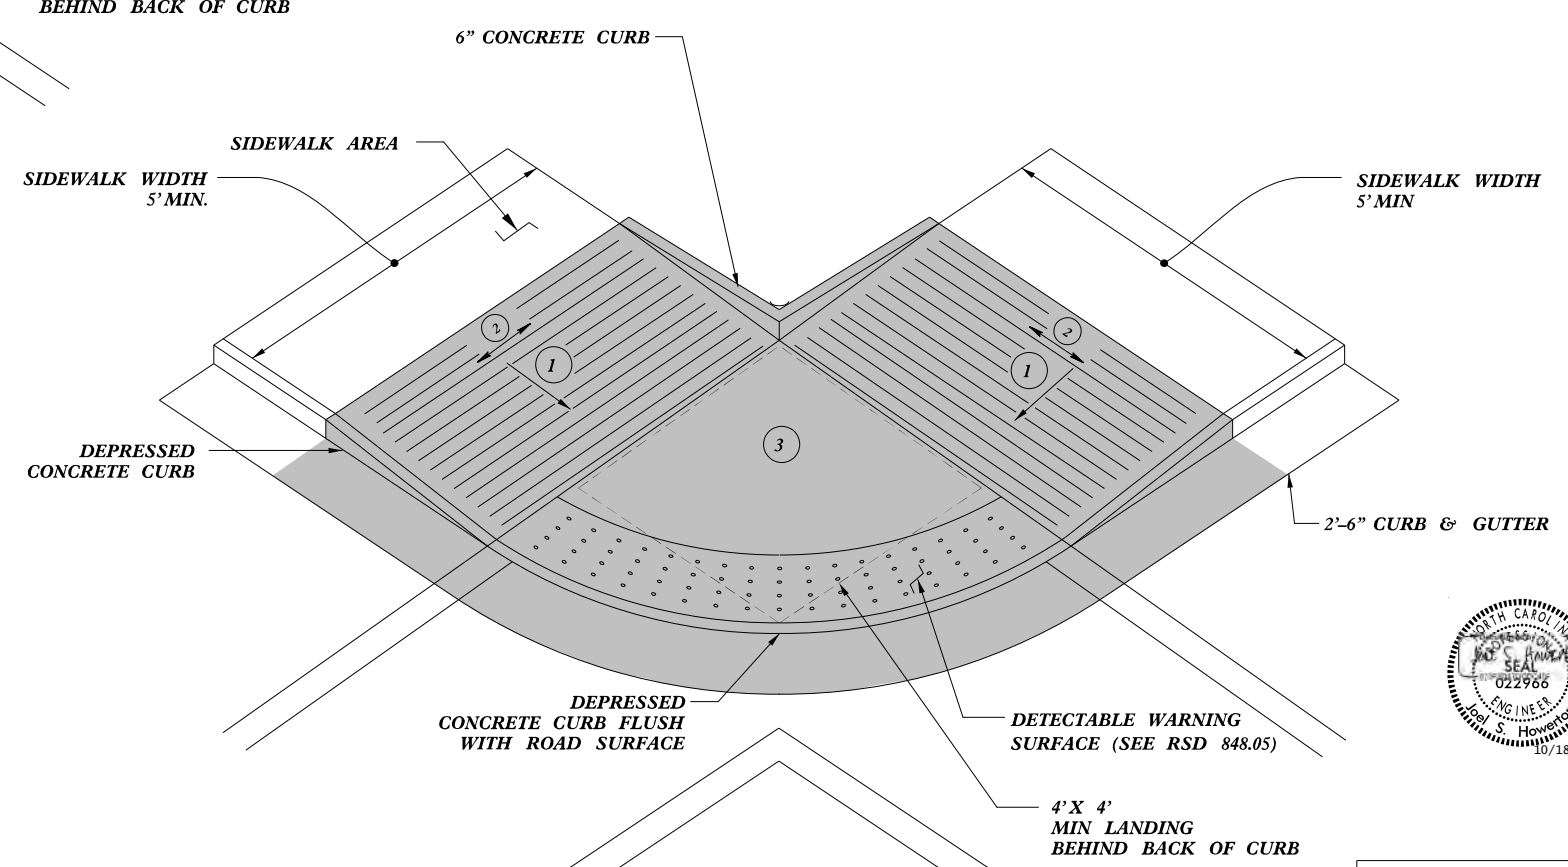 BEHIND BACK OF CURB
6” CONCRETE CURB
SIDEWALK AREA
SIDEWALK WIDTH
5’ MIN.
SIDEWALK WIDTH
5’ MIN
2
1
2
1
3
DEPRESSED
CONCRETE CURB
2’–6” CURB & GUTTER
DEPRESSED
CONCRETE CURB FLUSH
WITH ROAD SURFACE
DETECTABLE WARNING
SURFACE (SEE RSD 848.05)
4’ X 4’
MIN LANDING
BEHIND BACK OF CURB
SEAL
022966
ENGINEER
Joel S. Howerto
10/18